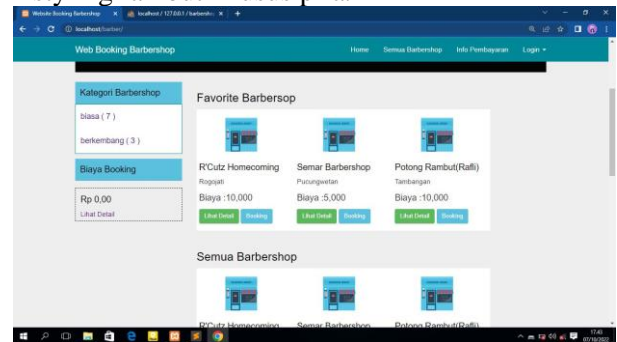 Website Booking Barbershop
localhost / 127.0.0.1 / barbersho
localhost/barber/
Web Booking Barbershop
Home
Semua Barbershop
Info Pembayaran
Login
Kategori Barbershop
biasa ( 7 )
berkembang ( 3 )
Biaya Booking
Rp 0,00
Lihat Detail
Favorite Barbersop
R'Cutz Homecoming
Rogojati
Biaya :10,000
Lihat Detail
Booking
Semar Barbershop
Pucungwetan
Biaya :5,000
Lihat Detail
Booking
Potong Rambut(Rafli)
Tambangan
Biaya :10,000
Lihat Detail
Booking
Semua Barbershop
R'Cutz Homecoming
Semar Barbershop
Potong Rambut(Rafli)
17.43
07/10/2022